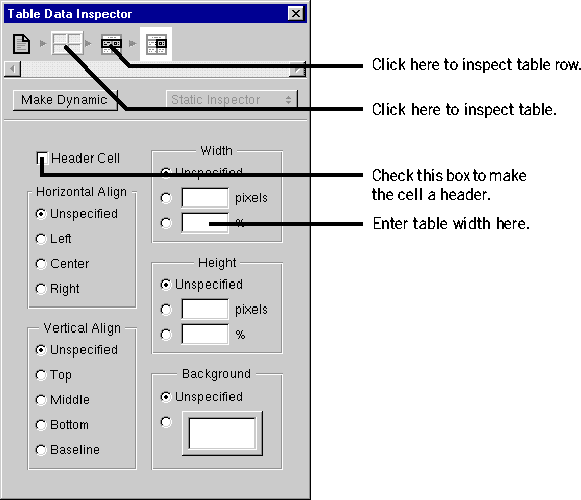 Table Data Inspector
Click here to inspect table row.
Make Dynamic
Static Inspector
Click here to inspect table.
Header Cell
Width
Unspecified
pixels
%
Check this box to make
the cell a header.
Enter table width here.
Horizontal Align
Unspecified
Left
Center
Right
Height
Unspecified
pixels
%
Vertical Align
Unspecified
Top
Middle
Bottom
Baseline
Background
Unspecified